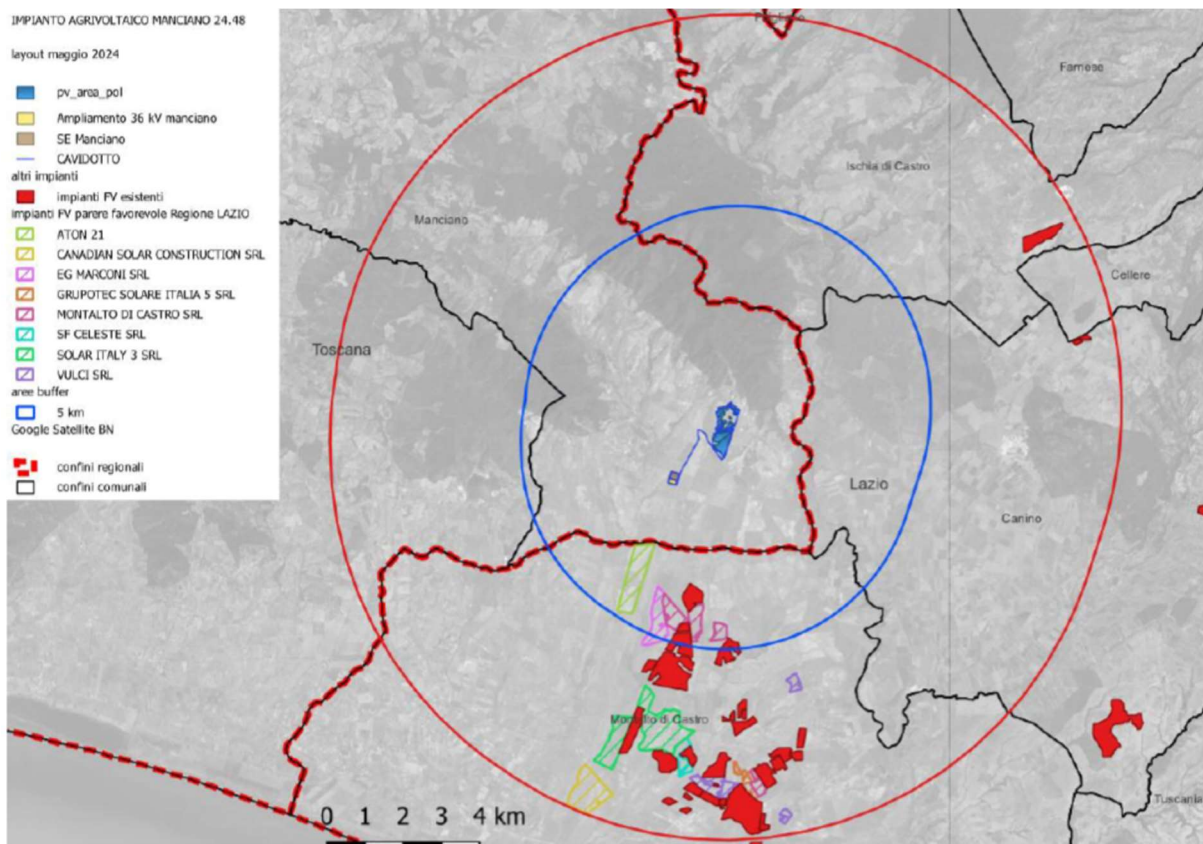 IMPIANTO AGRIVOLTAICO MANCIANO 24.48
layout maggio 2024
pv_area_pol
Ampliamento 36 kV manciano
SE Manciano
CAVIDOTTO
altri impianti
impianti FV esistenti
impianti FV parere favorevole Regione LAZIO
ATON 21
CANADIAN SOLAR CONSTRUCTION SRL
EG MARCONI SRL
GRUPOTEC SOLARE ITALIA 5 SRL
MONTALTO DI CASTRO SRL
SF CELESTE SRL
SOLAR ITALY 3 SRL
VULCI SRL
aree buffer
5 km
Google Satellite BN
confini regionali
confini comunali
Farnese
Ischia di Castro
Manciano
Cellere
Toscana
Lazio
Canino
Montalto di Castro
Tuscania
0 1 2 3 4 km